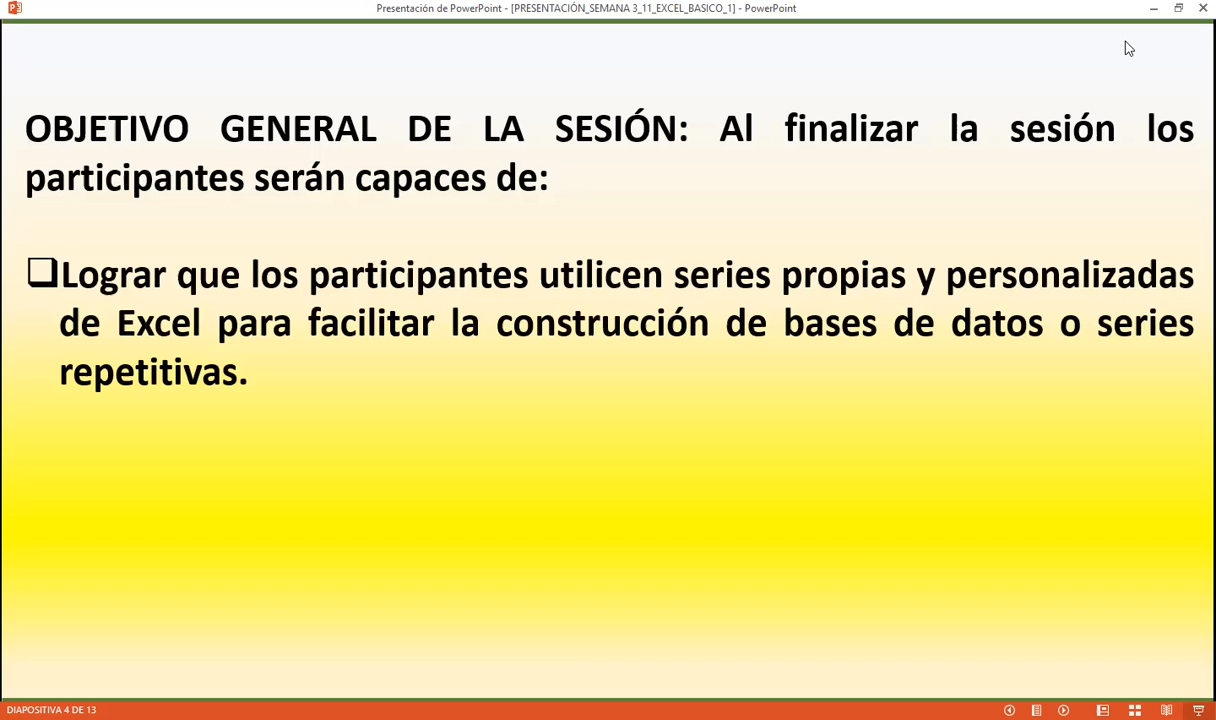 Presentación de PowerPoint - [PRESENTACIÓN_SEMANA 3_11_EXCEL_BASICO_1] - PowerPoint
OBJETIVO GENERAL DE LA SESIÓN: Al finalizar la sesión los
participantes serán capaces de:
Lograr que los participantes utilicen series propias y personalizadas
de Excel para facilitar la construcción de bases de datos o series
repetitivas.
DIAPOSITIVA 4 DE 13